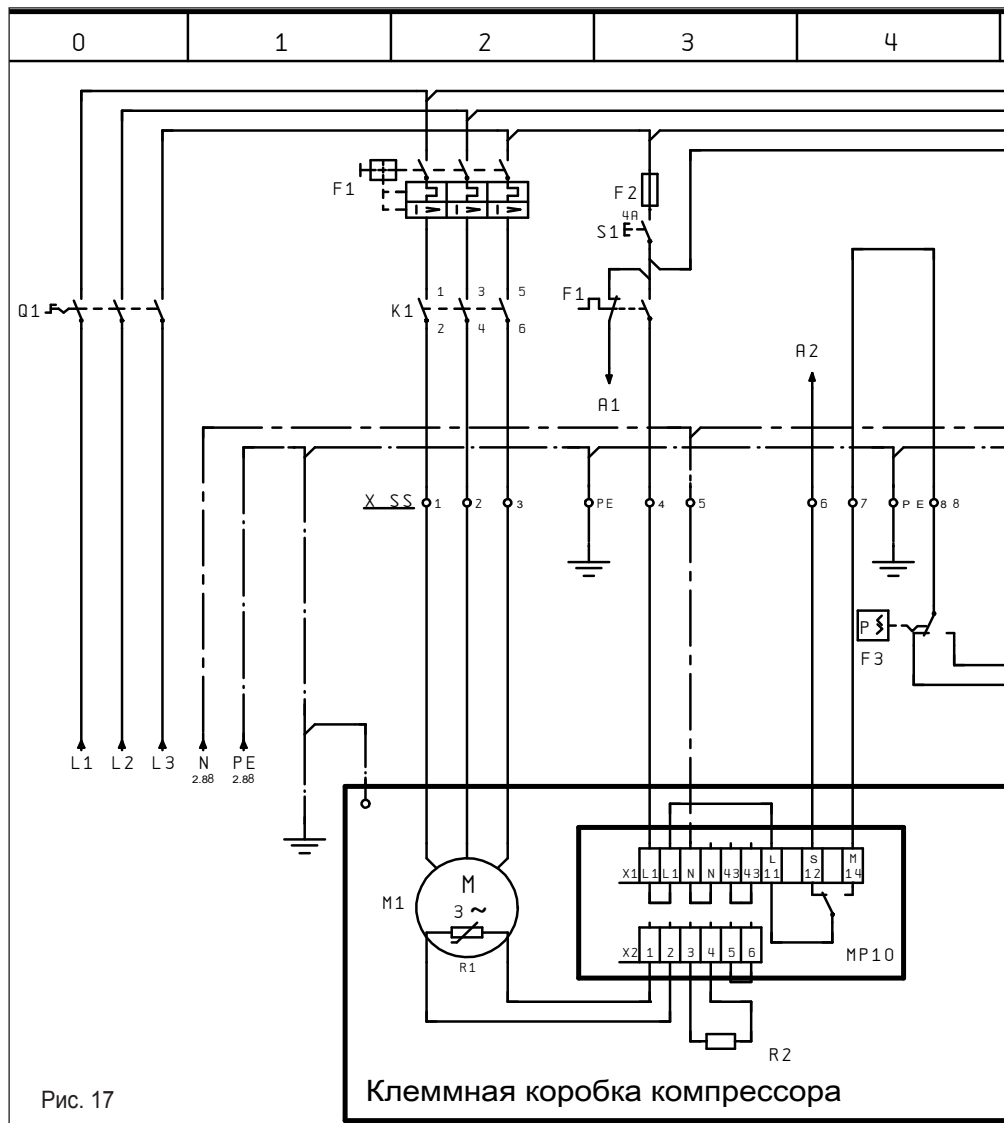 0 1 2 3 4
F1
F2
4A
S1
Q1
K1
1 3 5
2 4 6
F1
A2
A1
X SS
1 2 3 PE 4 5 6 7 PE 8 8
P
F3
L1 L2 L3 N PE
2.88 2.88
L S M
X1 L1 L1 N N 43 43 11 12 14
M
3 ~
M1
R1
X2 1 2 3 4 5 6
MP10
R2
Клеммная коробка компрессора
Рис. 17